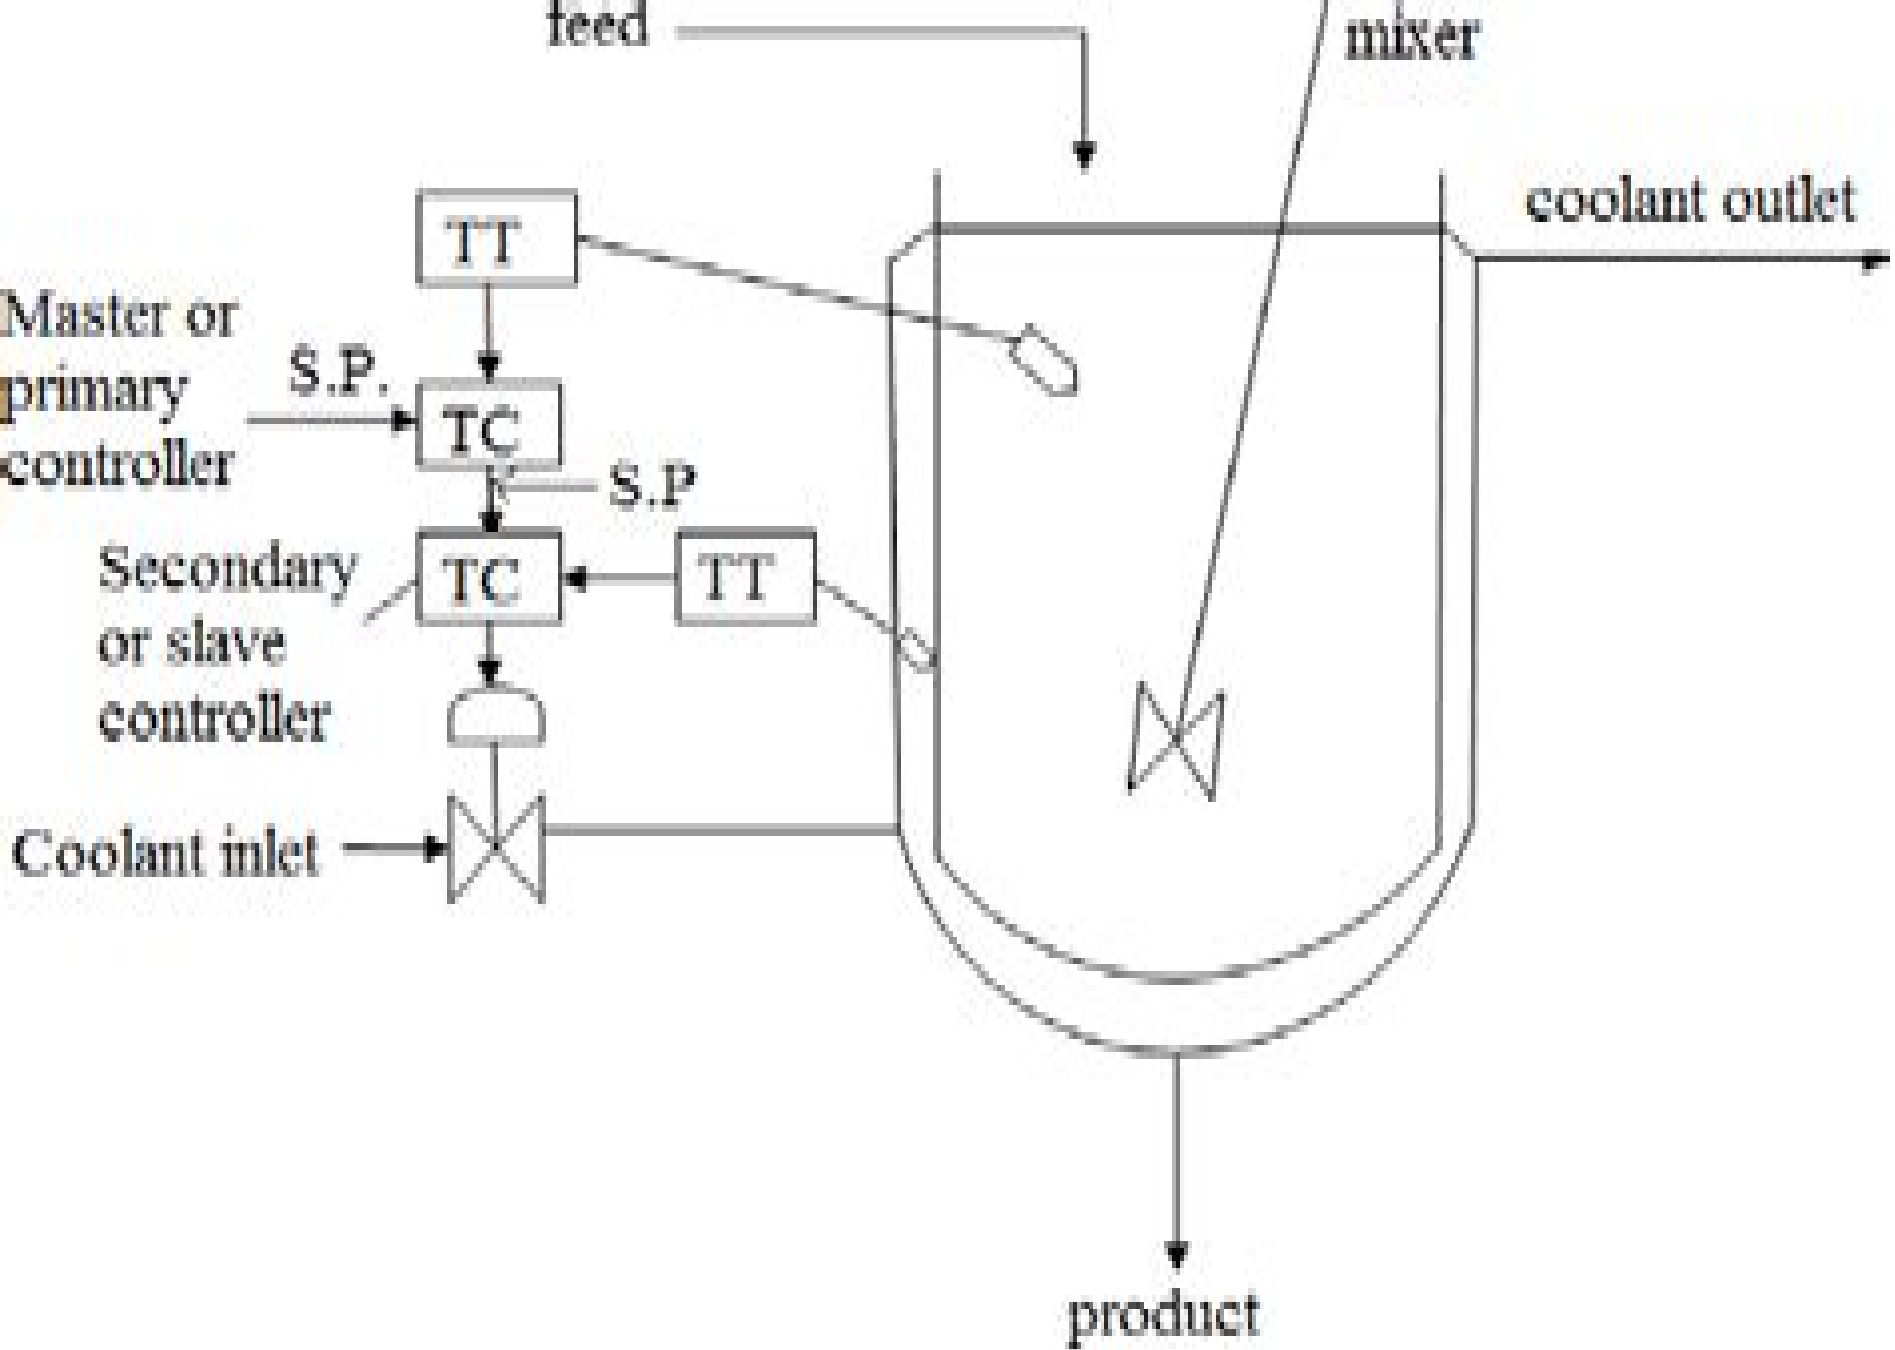 feed
mixer
coolant outlet
TT
Master or
primary
controller
S.P.
TC
S.P
Secondary
or slave
controller
TC
TT
Coolant inlet
product